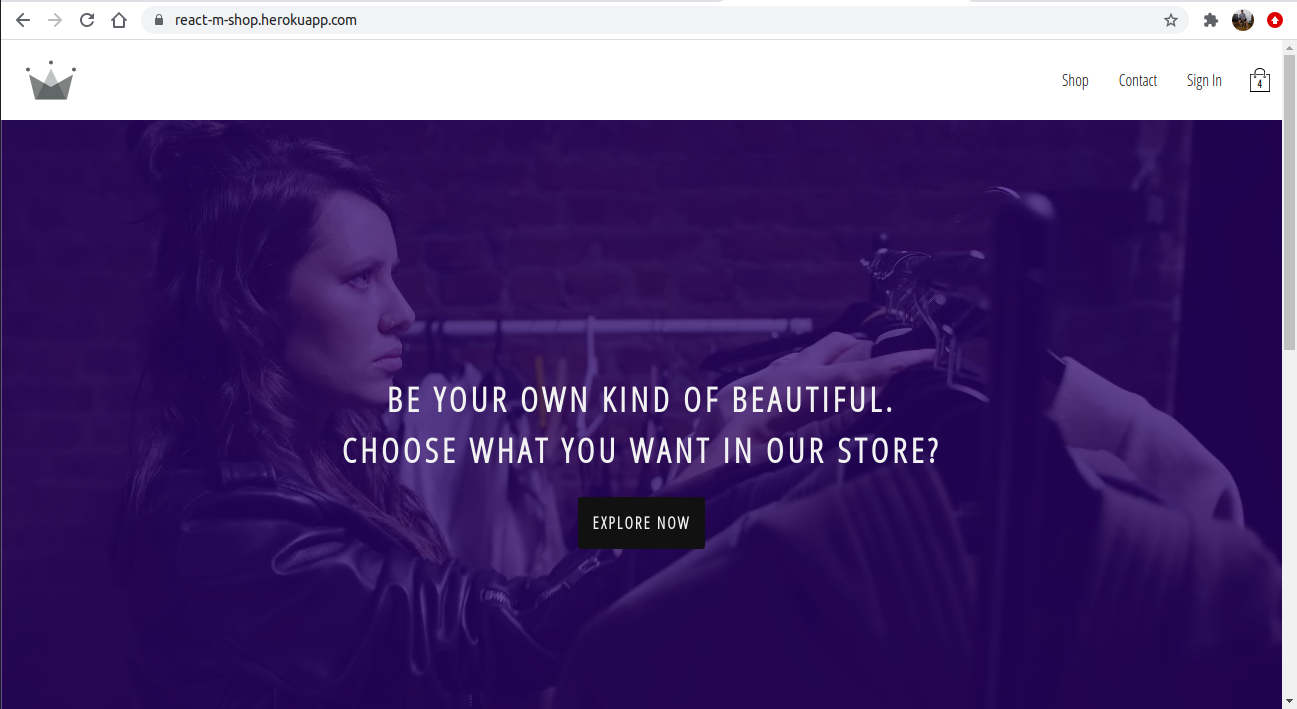 react-m-shop.herokuapp.com
Shop Contact Sign In 4
BE YOUR OWN KIND OF BEAUTIFUL.
CHOOSE WHAT YOU WANT IN OUR STORE?
EXPLORE NOW